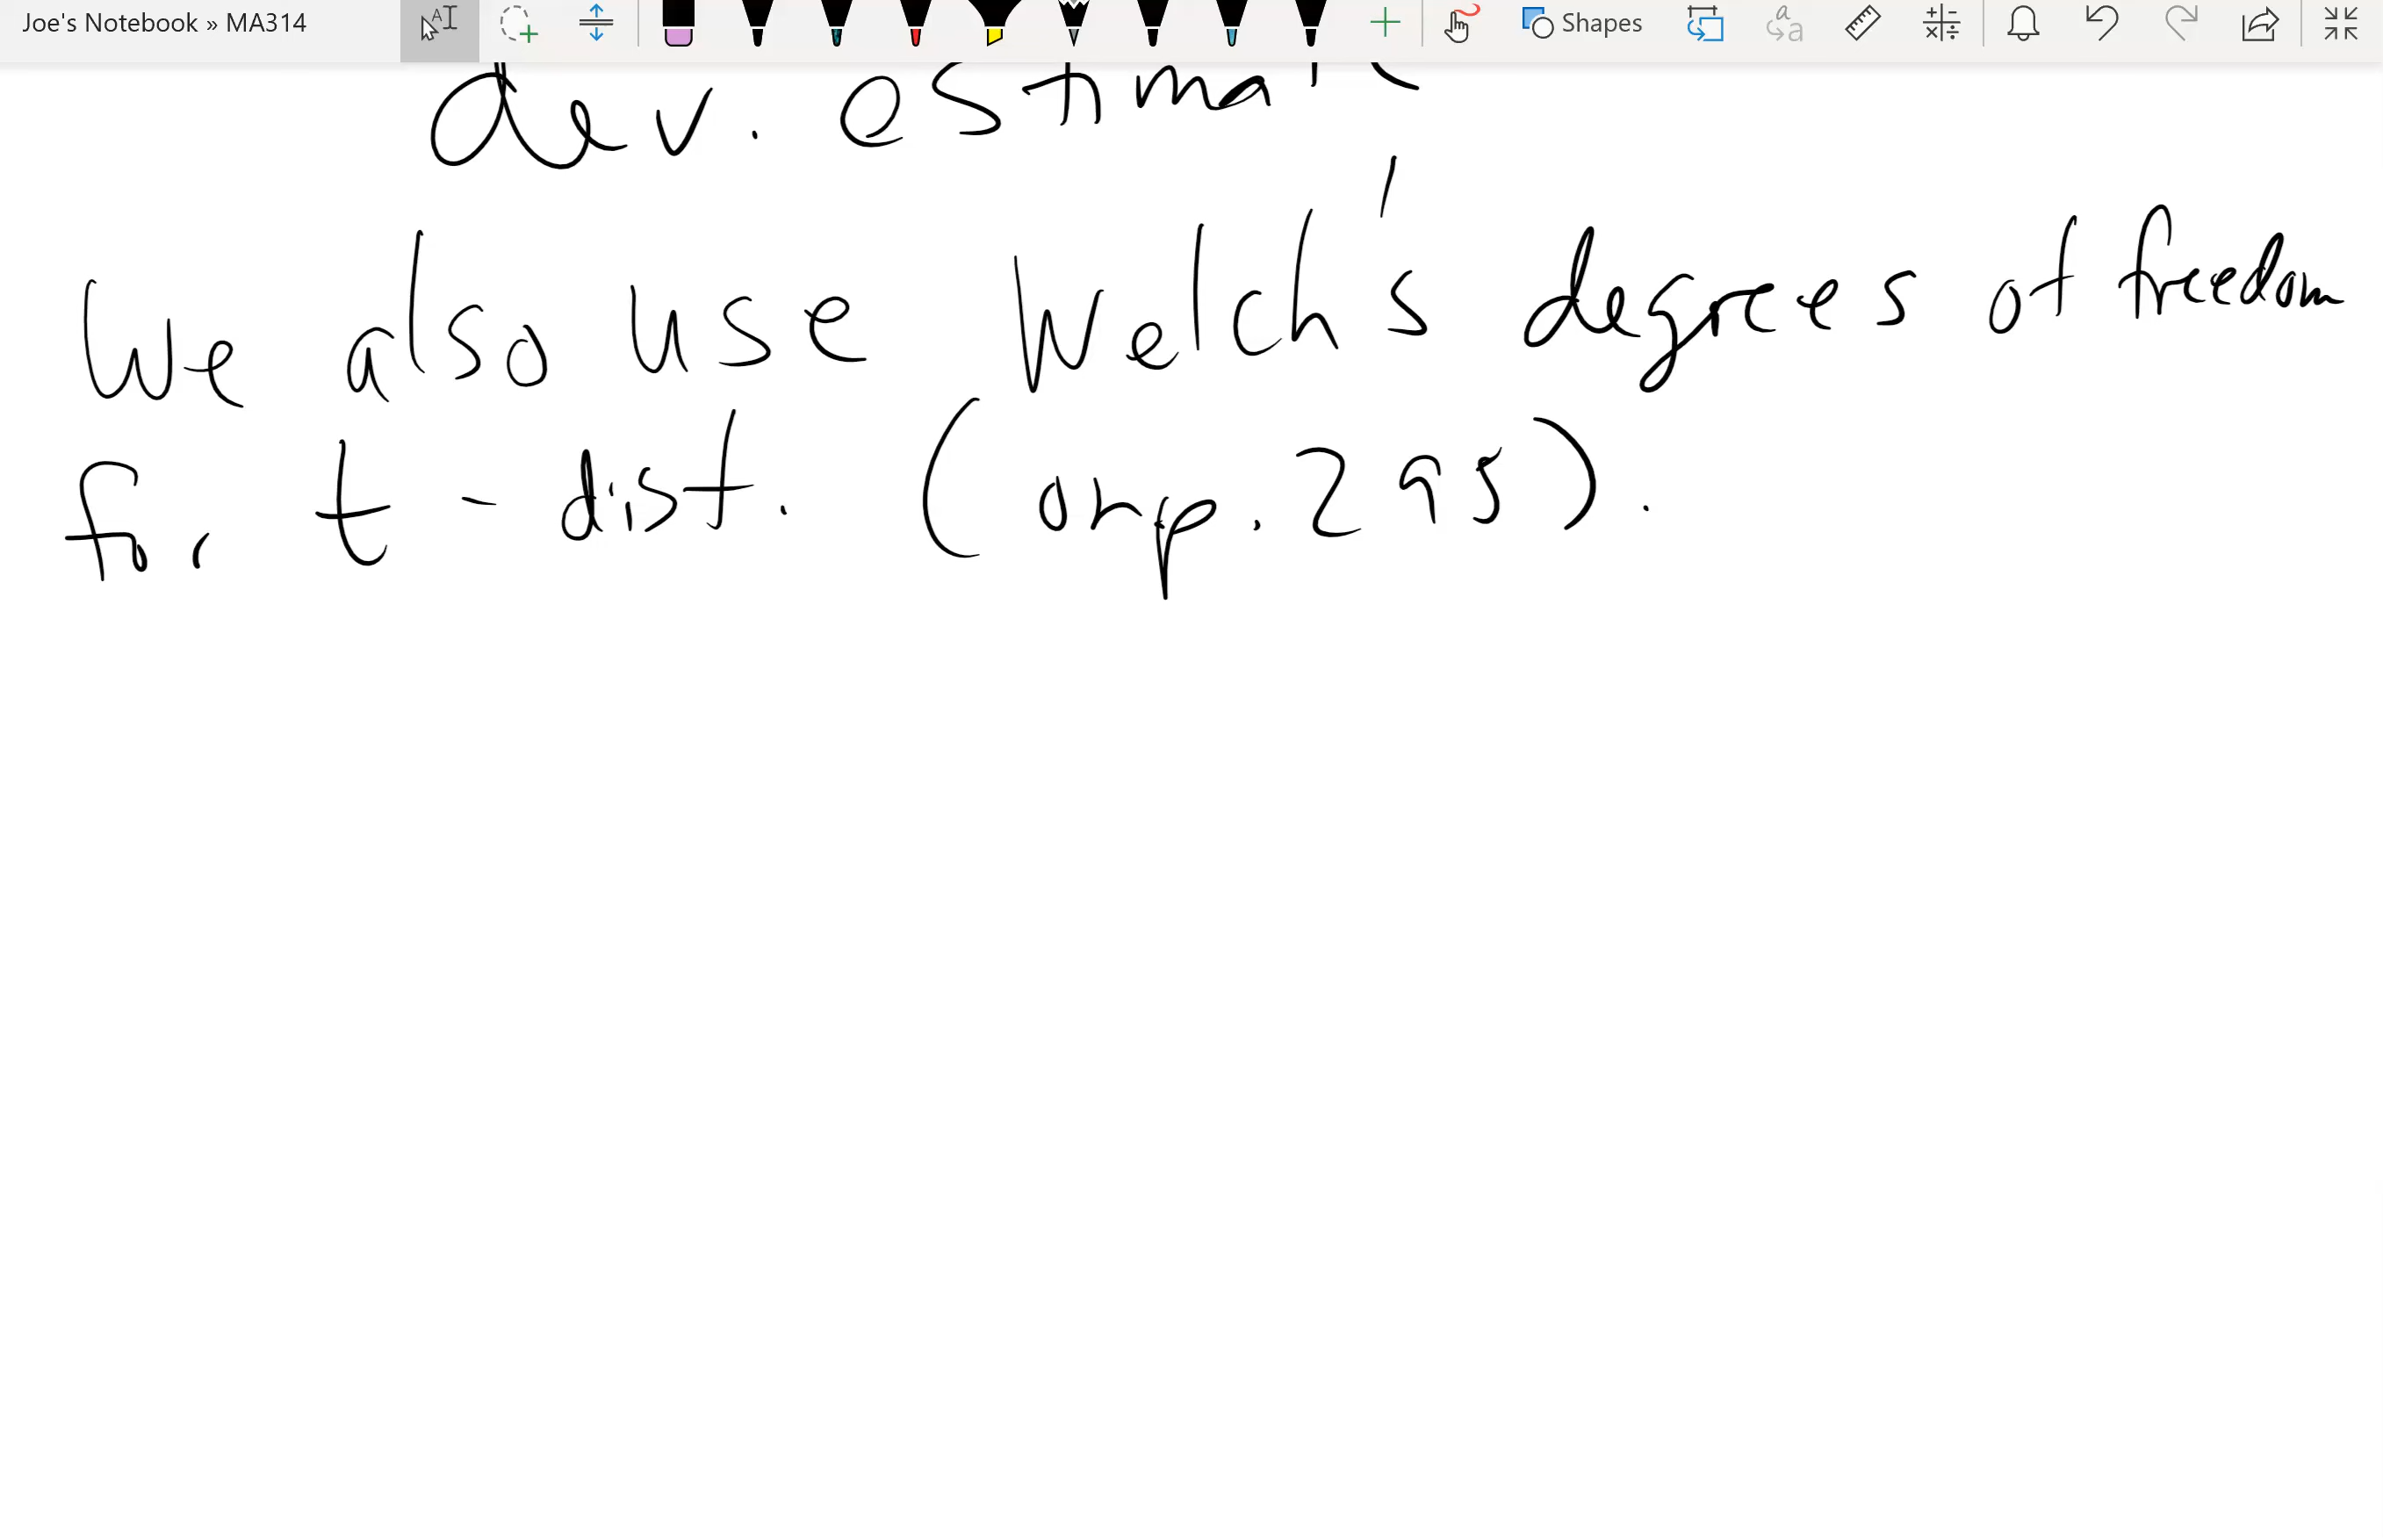 Joe's Notebook » MA314
Shapes
dev. estimate
We also use Welch's degrees of freedom
for t-dist. (on p. 295).